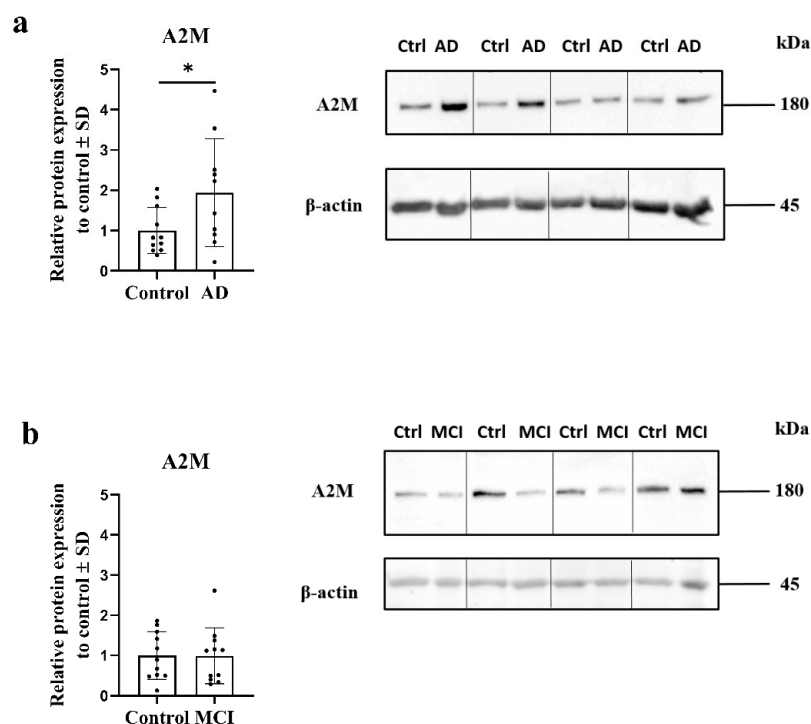 a
A2M
*
Relative protein expression
to control ± SD
5
4
3
2
1
0
Control AD
Ctrl AD Ctrl AD Ctrl AD Ctrl AD kDa
A2M 180
β-actin 45
b
A2M
Relative protein expression
to control ± SD
5
4
3
2
1
0
Control MCI
Ctrl MCI Ctrl MCI Ctrl MCI Ctrl MCI kDa
A2M 180
β-actin 45